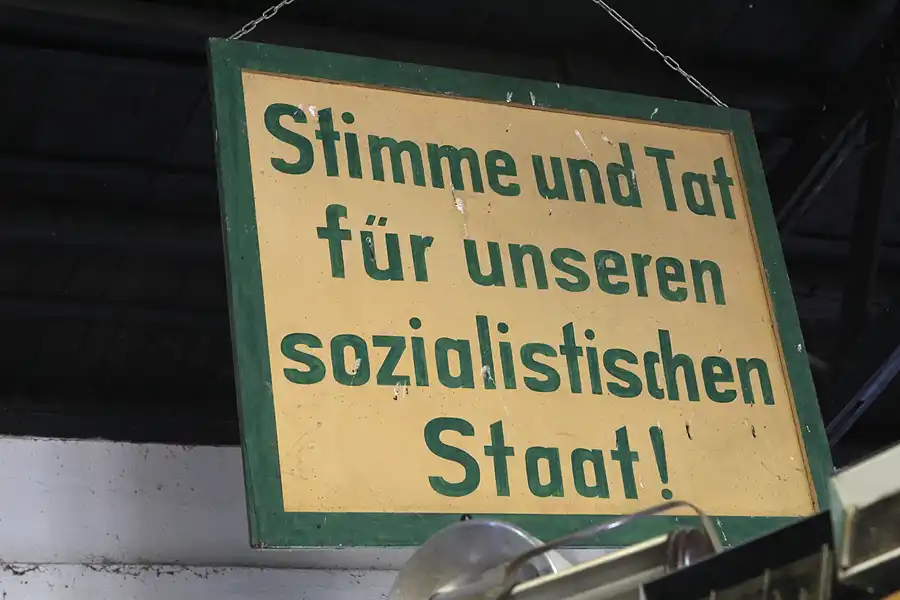 Stimme und Tat
für unseren
sozialistischen
Staat!